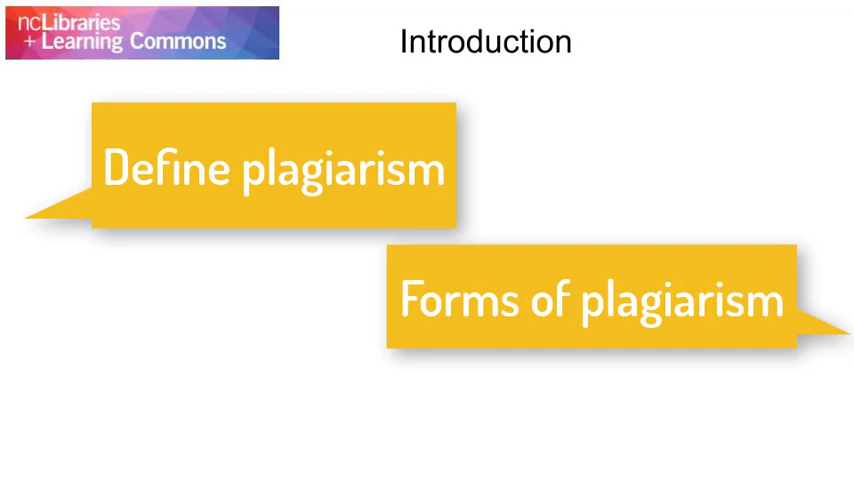 ncLibraries
+ Learning Commons
Introduction
Define plagiarism
Forms of plagiarism